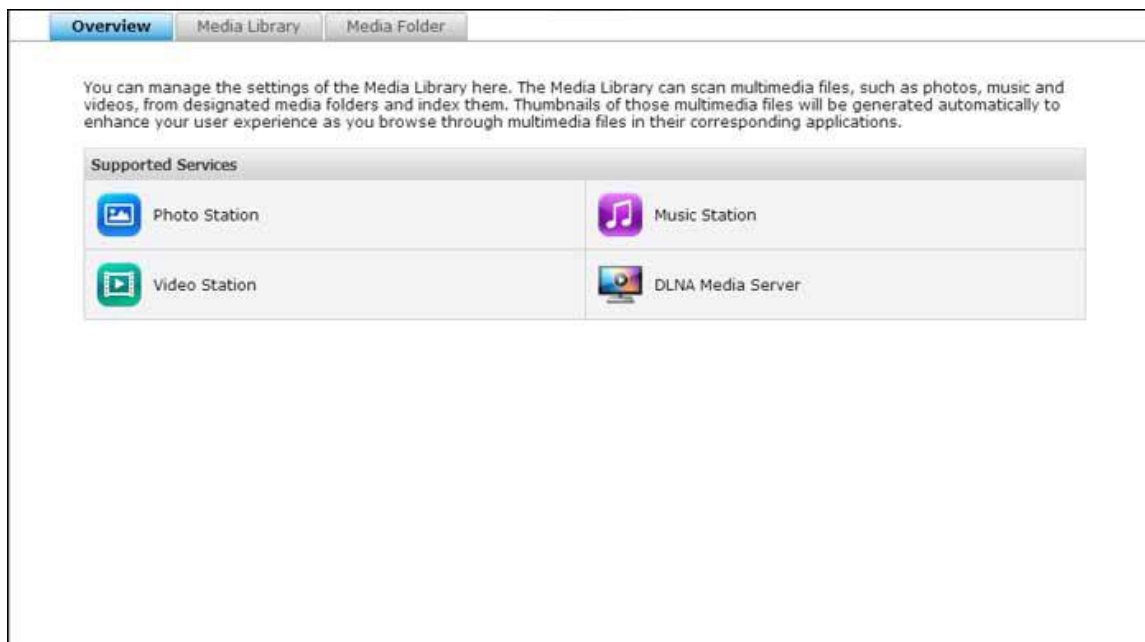 Overview
Media Library
Media Folder
You can manage the settings of the Media Library here. The Media Library can scan multimedia files, such as photos, music and
videos, from designated media folders and index them. Thumbnails of those multimedia files will be generated automatically to
enhance your user experience as you browse through multimedia files in their corresponding applications.
Supported Services
Photo Station
Music Station
Video Station
DLNA Media Server